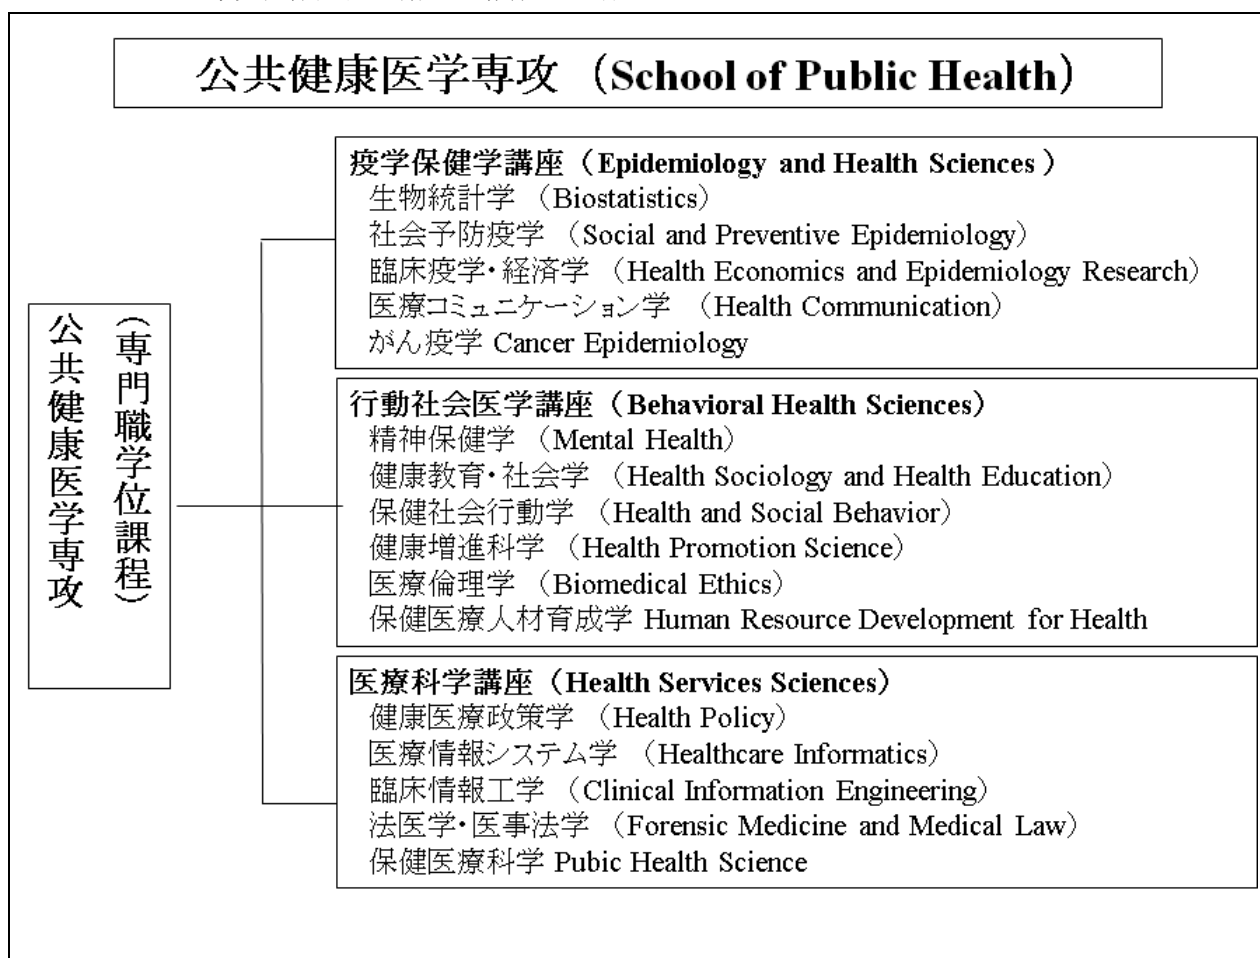 公共健康医学専攻 （School of Public Health）
公共健康医学専攻
（専門職学位課程）
疫学保健学講座（Epidemiology and Health Sciences ）
生物統計学 （Biostatistics）
社会予防疫学 （Social and Preventive Epidemiology）
臨床疫学・経済学 （Health Economics and Epidemiology Research）
医療コミュニケーション学 （Health Communication）
がん疫学 Cancer Epidemiology
行動社会医学講座（Behavioral Health Sciences）
精神保健学 （Mental Health）
健康教育・社会学 （Health Sociology and Health Education）
保健社会行動学 （Health and Social Behavior）
健康増進科学 （Health Promotion Science）
医療倫理学 （Biomedical Ethics）
保健医療人材育成学 Human Resource Development for Health
医療科学講座（Health Services Sciences）
健康医療政策学 （Health Policy）
医療情報システム学 （Healthcare Informatics）
臨床情報工学 （Clinical Information Engineering）
法医学・医事法学 （Forensic Medicine and Medical Law）
保健医療科学 Pubic Health Science